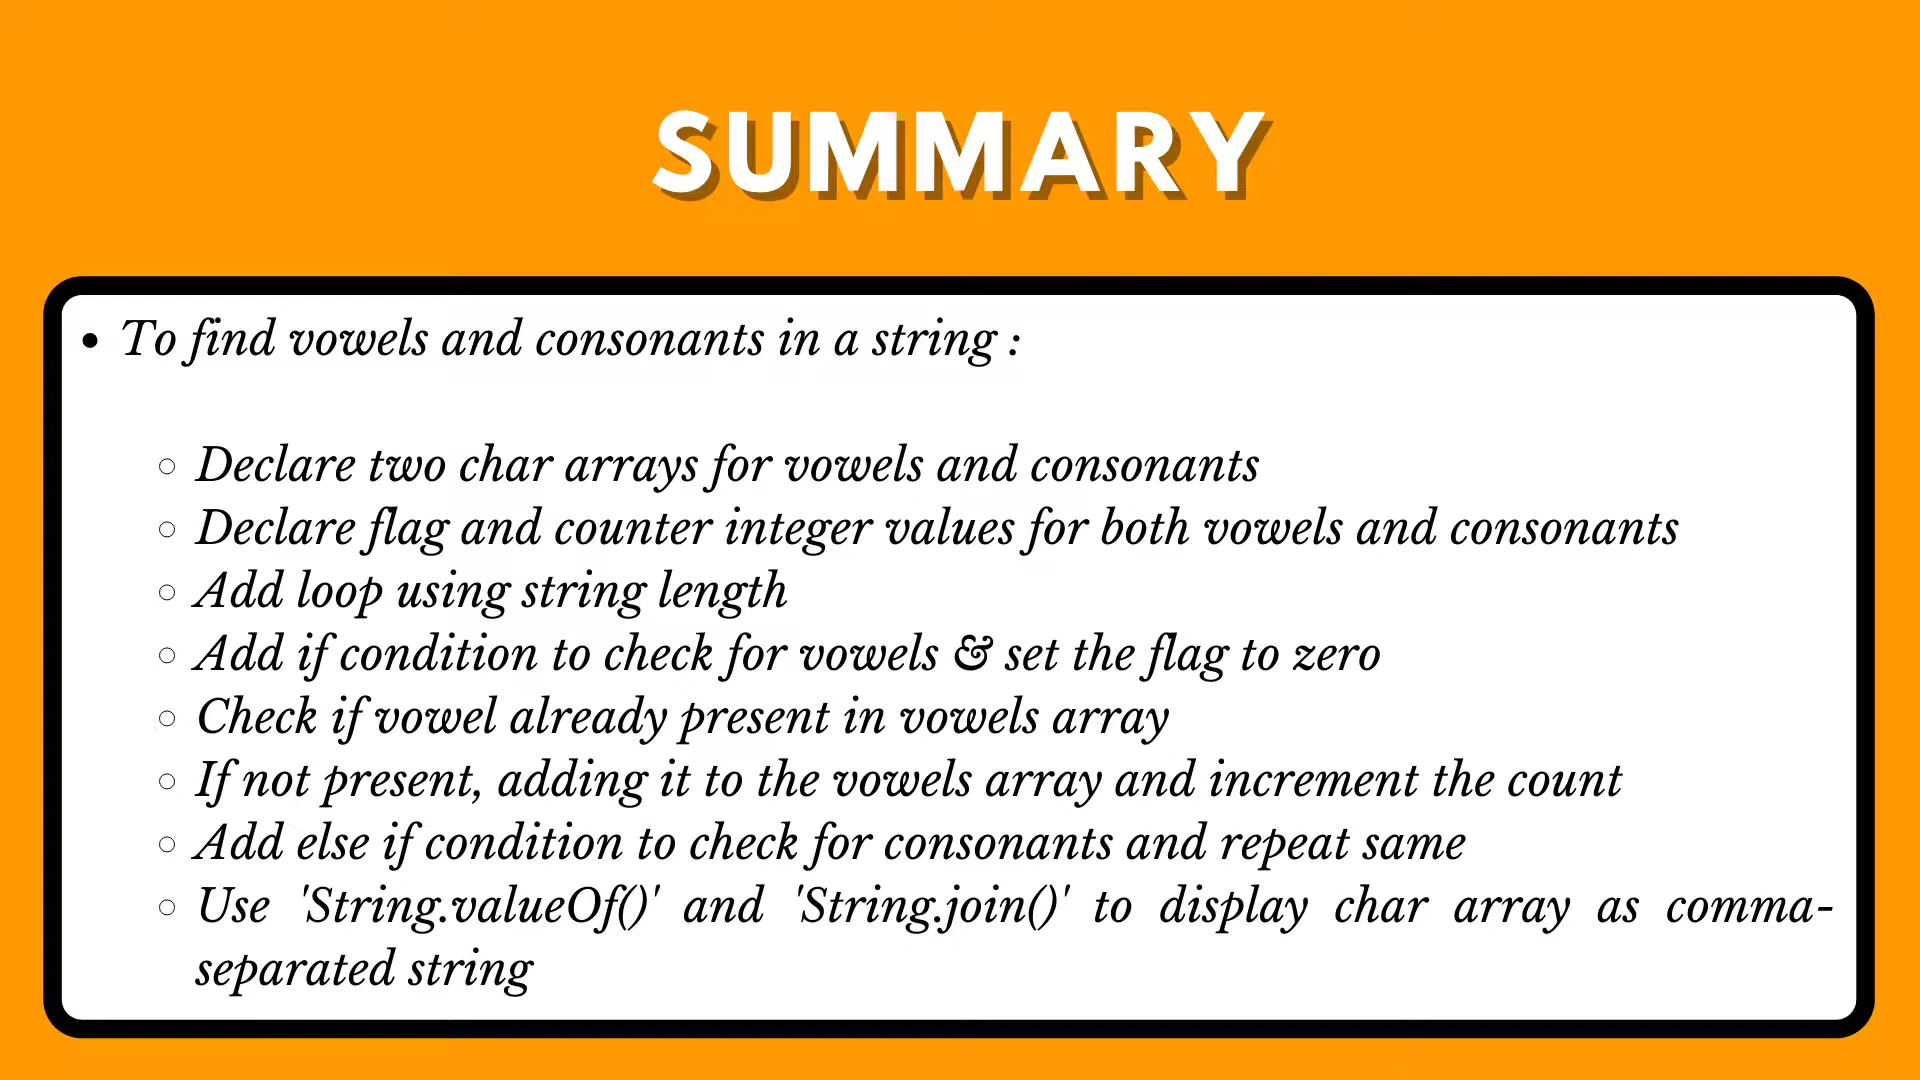 SUMMARY
• To find vowels and consonants in a string :
○ Declare two char arrays for vowels and consonants
○ Declare flag and counter integer values for both vowels and consonants
○ Add loop using string length
○ Add if condition to check for vowels & set the flag to zero
○ Check if vowel already present in vowels array
○ If not present, adding it to the vowels array and increment the count
○ Add else if condition to check for consonants and repeat same
○ Use 'String.valueOf()' and 'String.join()' to display char array as comma-
separated string